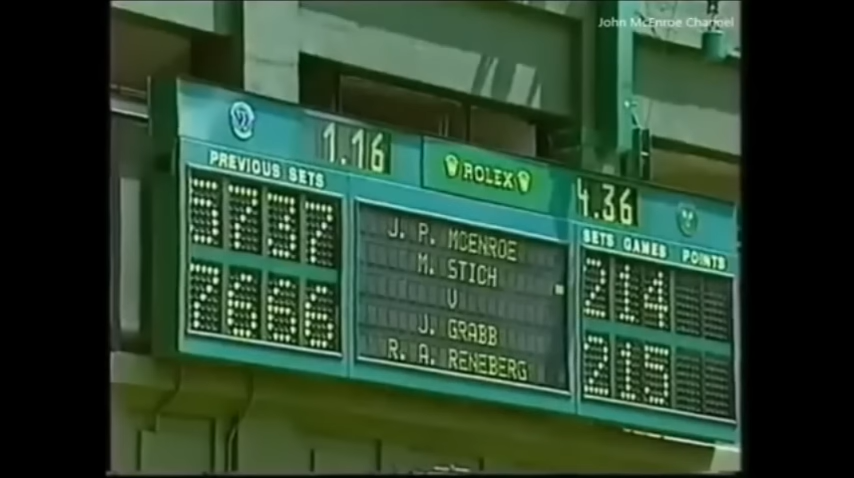 John McEnroe Channel
1.16
ROLEX
4.36
PREVIOUS SETS
SETS GAMES POINTS
5 7 3 7
J. P. MCENROE
2 14
M. STICH
V
7 6 6 6
J. GRABB
2 15
R. A. RENEBERG